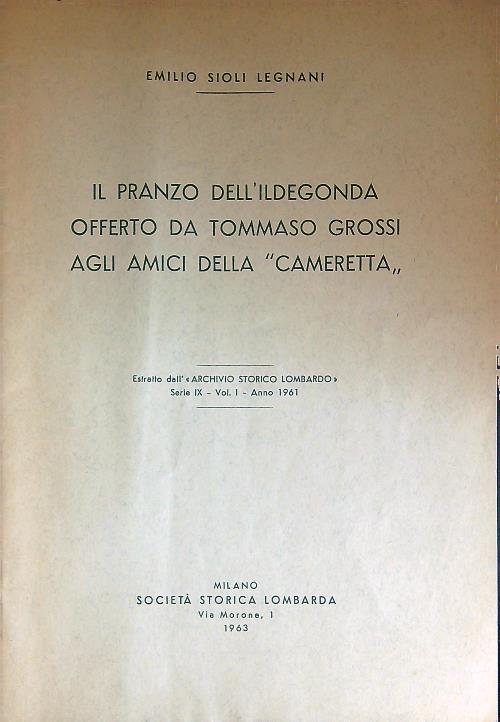 EMILIO SIOLI LEGNANI
IL PRANZO DELL'ILDEGONDA
OFFERTO DA TOMMASO GROSSI
AGLI AMICI DELLA "CAMERETTA„
Estratto dall'«ARCHIVIO STORICO LOMBARDO»
Serie IX – Vol. I – Anno 1961
MILANO
SOCIETÀ STORICA LOMBARDA
Via Morone, 1
1963